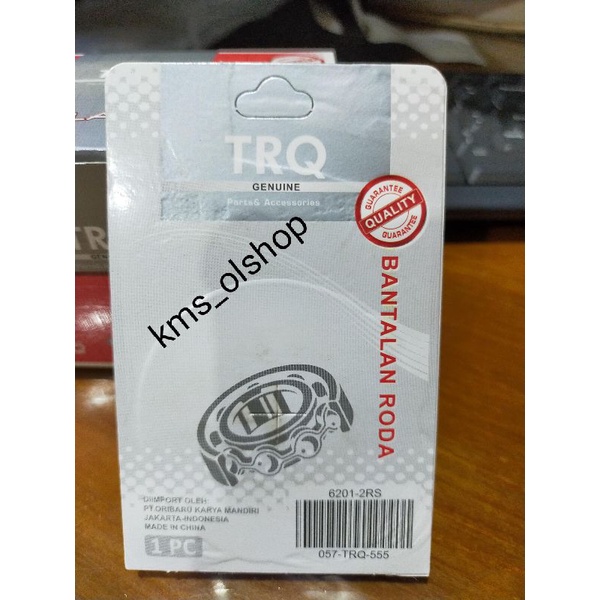 TRQ
GENUINE
Parts& Accessories
GUARANTEE
QUALITY
GUARANTEE
BANTALAN RODA
kms_olshop
6201-2RS
DIIMPORT OLEH:
PT.ORIBARU KARYA MANDIRI
JAKARTA-INDONESIA
MADE IN CHINA
1 PC
057-TRQ-555
TRQ